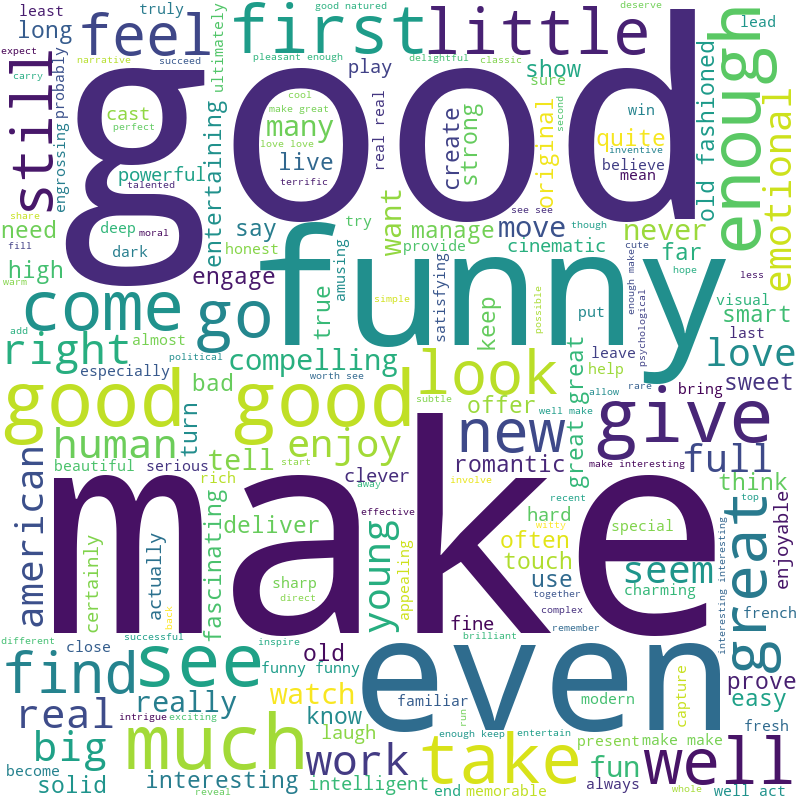 least
truly
good natured
deserve
long
feel
first
little
lead
expect
succeed
ultimately
pleasant enough
delightful
classic
carry
narrative
play
show
sure
enough
still
engrossing
probably
good
cool
make great
many
love love
live
terrific
cast
perfect
powerful
talented
entertaining
real real
create
strong
second
original
win
quite
inventive
believe
mean
old fashioned
emotional
share
need
deep
moral
say
try
want
manage
see see
move
though
never
fill
dark
honest
provide
cinematic
cute
far
hope
less
high
warm
engage
amusing
funny
satisfying
come
go
true
simple
keep
possible
put
enough make
psychological
visual
smart
add
right
almost
political
compelling
look
leave
last
love
especially
worth see
help
good
bad
good
subtle
offer
well make
allow
rare
bring
sweet
turn
human
tell
enjoy
new
great great
give
full
beautiful
serious
rich
start
clever
romantic
make interesting
think
american
make
away
effective
involve
recent
top
certainly
actually
fascinating
deliver
young
appealing
witty
hard
often
special
great
interesting interesting
enjoyable
sharp
touch
seem
direct
use
together
charming
complex
french
back
fine
remember
different
close
successful
inspire
old
brilliant
find
see
funny funny
even
prove
real
really
watch
familiar
modern
capture
easy
intrigue
exciting
know
run
fresh
big
much
laugh
enough keep
entertain
present
make make
work
take
fun
always
well
become
solid
interesting
intelligent
end
memorable
well act
reveal
whole